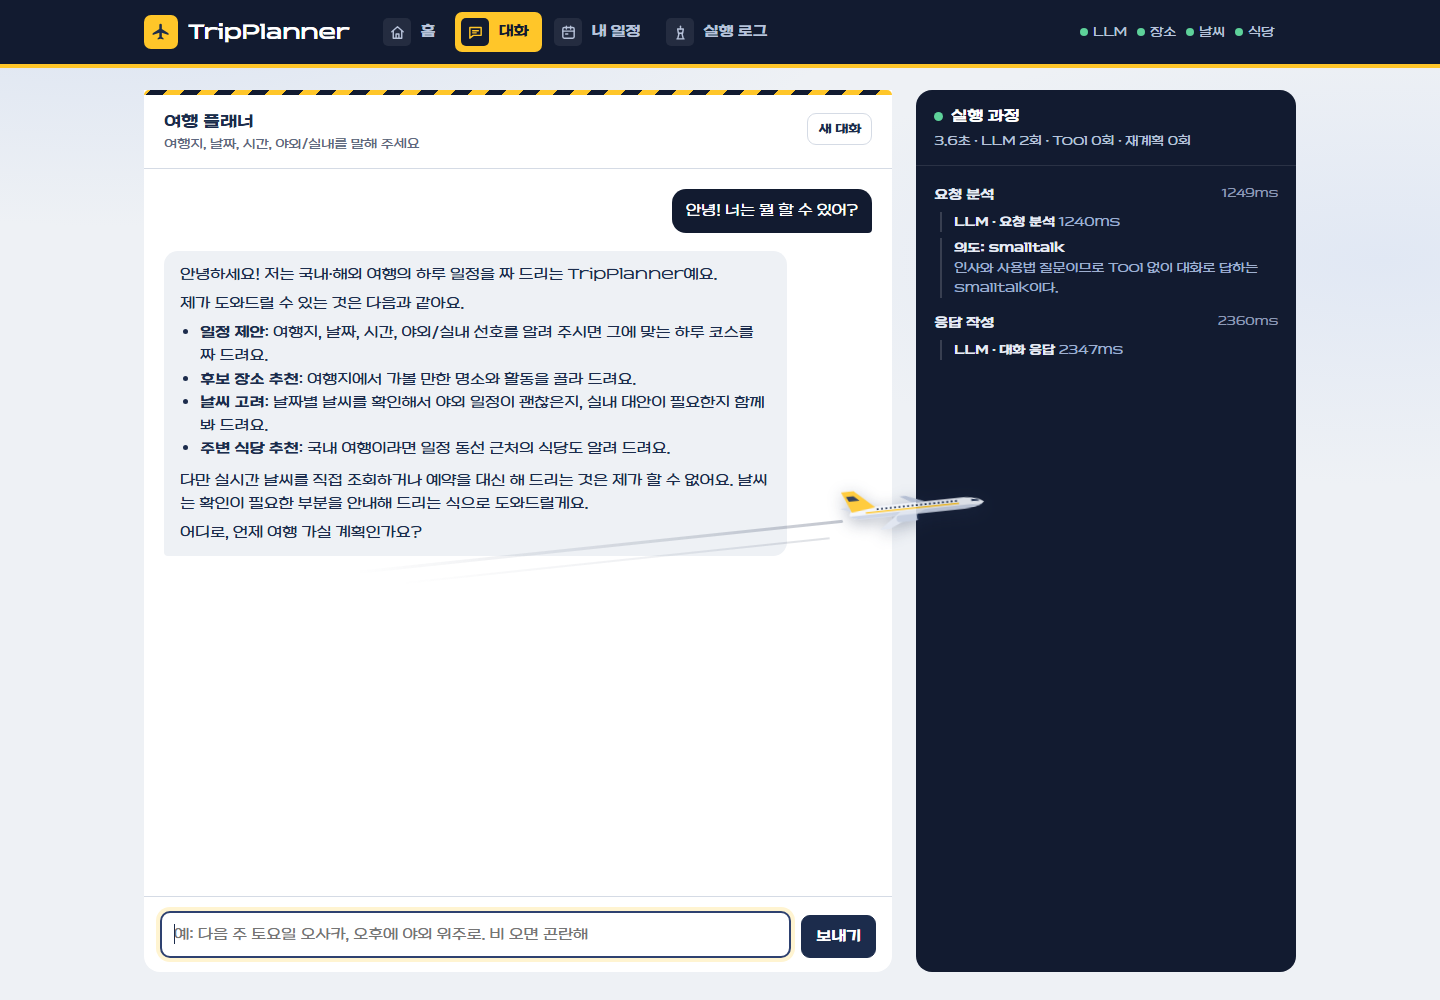 TripPlanner 홈 대화 내 일정 실행 로그 LLM 장소 날씨 식당
여행 플래너
여행지, 날짜, 시간, 야외/실내를 말해 주세요
새 대화
안녕! 너는 뭘 할 수 있어?
안녕하세요! 저는 국내·해외 여행의 하루 일정을 짜 드리는 TripPlanner예요.
제가 도와드릴 수 있는 것은 다음과 같아요.
• 일정 제안: 여행지, 날짜, 시간, 야외/실내 선호를 알려 주시면 그에 맞는 하루 코스를
짜 드려요.
• 후보 장소 추천: 여행지에서 가볼 만한 명소와 활동을 골라 드려요.
• 날씨 고려: 날짜별 날씨를 확인해서 야외 일정이 괜찮은지, 실내 대안이 필요한지 함께
봐 드려요.
• 주변 식당 추천: 국내 여행이라면 일정 동선 근처의 식당도 알려 드려요.
다만 실시간 날씨를 직접 조회하거나 예약을 대신 해 드리는 것은 제가 할 수 없어요. 날씨
는 확인이 필요한 부분을 안내해 드리는 식으로 도와드릴게요.
어디로, 언제 여행 가실 계획인가요?
예: 다음 주 토요일 오사카, 오후에 야외 위주로. 비 오면 곤란해
보내기
실행 과정
3.6초 · LLM 2회 · Tool 0회 · 재계획 0회
요청 분석 1249ms
LLM · 요청 분석 1240ms
의도: smalltalk
인사와 사용법 질문이므로 Tool 없이 대화로 답하는
smalltalk이다.
응답 작성 2360ms
LLM · 대화 응답 2347ms